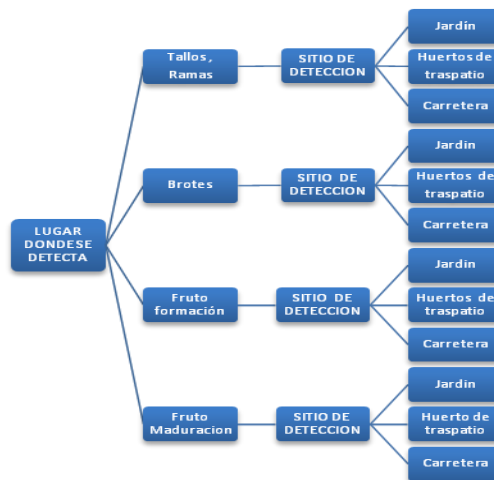 LUGAR
DONDESE
DETECTA
Tallos ,
Ramas
SITIO DE
DETECCION
Jardin
Huertos de
traspatio
Carretera
Brotes
SITIO DE
DETECCION
Jardin
Huertos de
traspatio
Carretera
Fruto
formación
SITIO DE
DETECCION
Jardin
Huertos de
traspatio
Carretera
Fruto
Maduracion
SITIO DE
DETECCION
Jardin
Huerto de
traspatio
Carretera